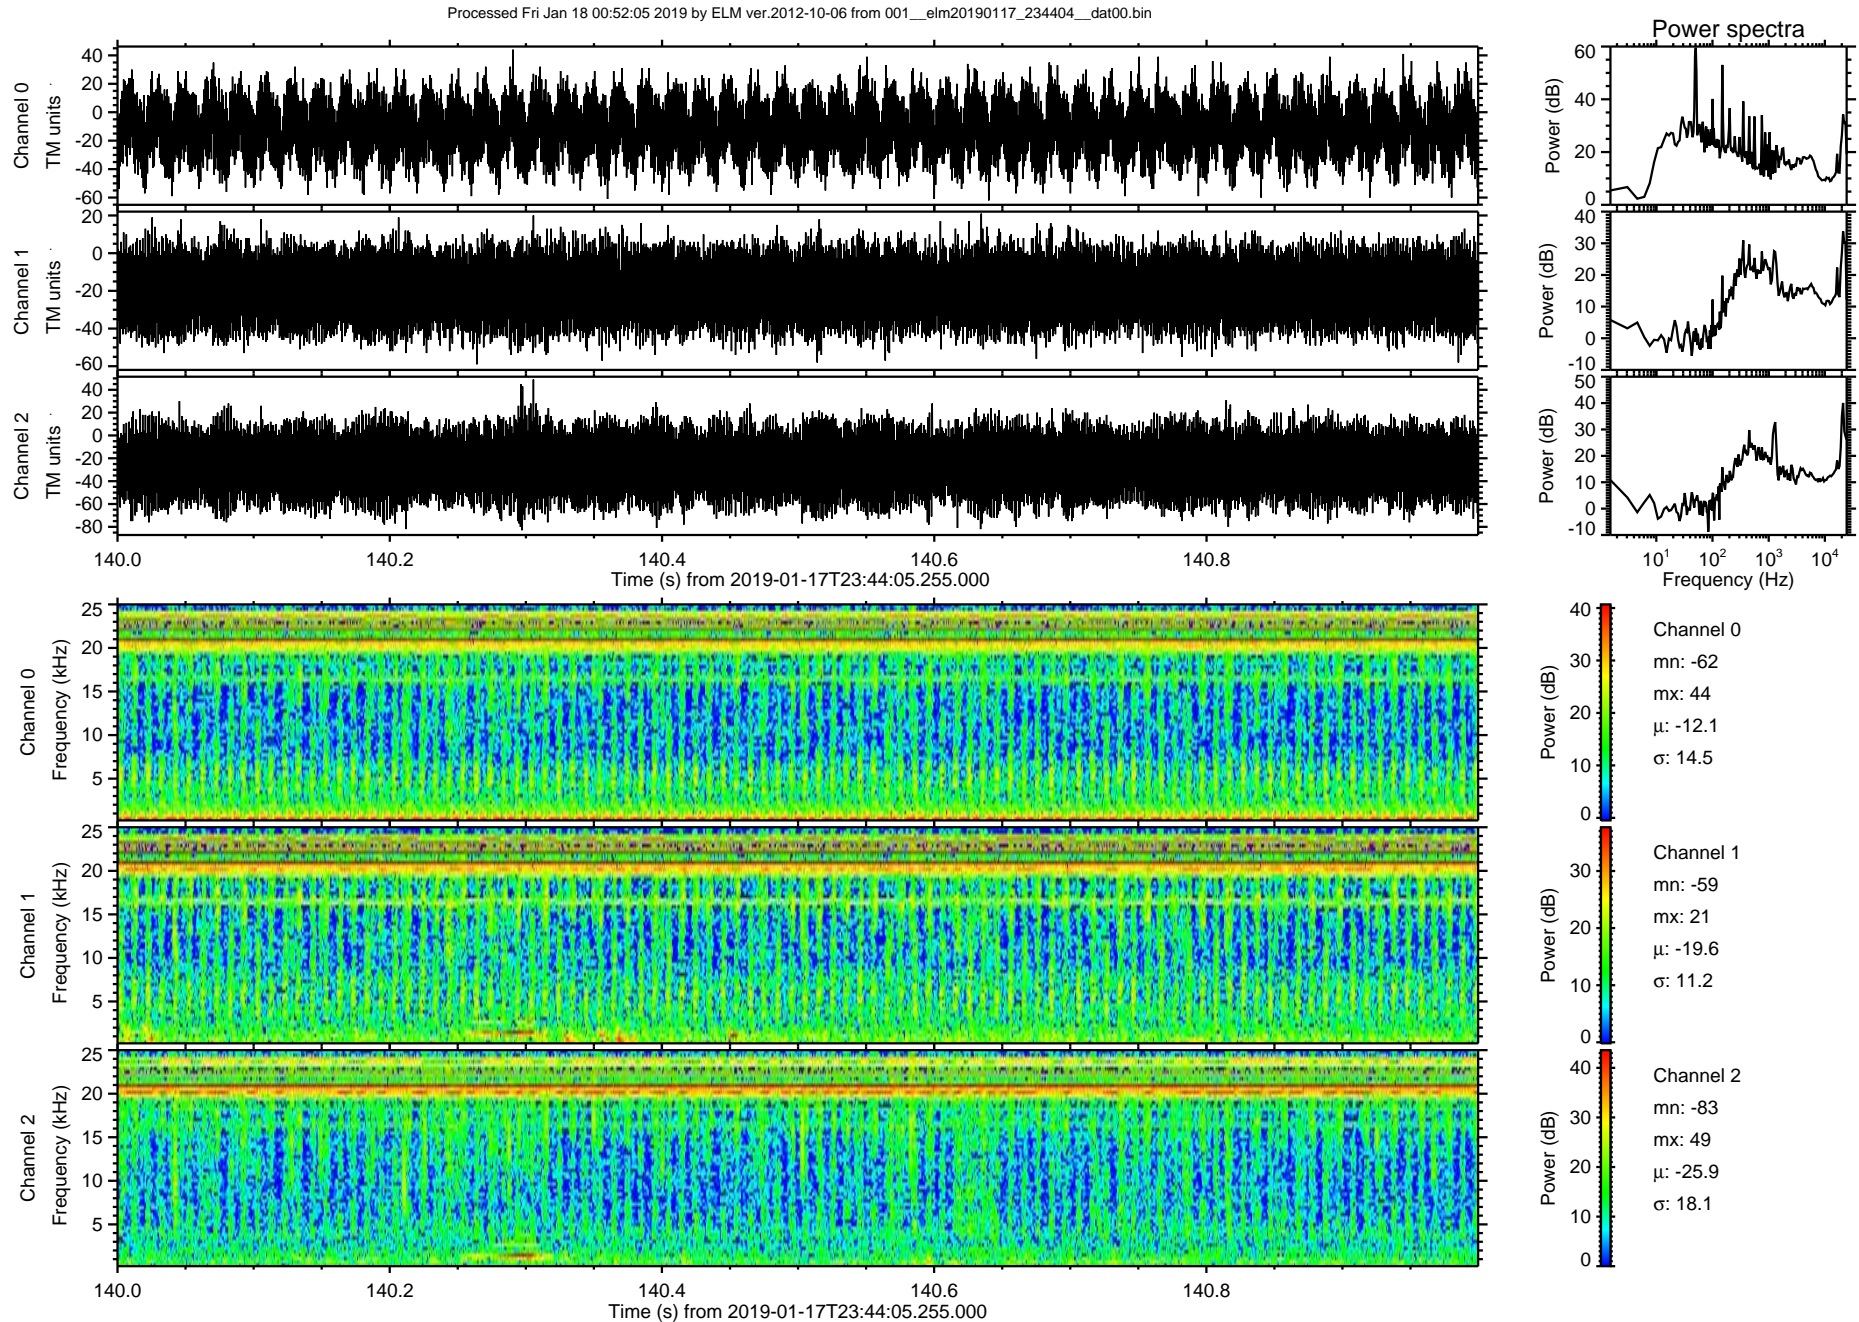 Processed Fri Jan 18 00:52:05 2019 by ELM ver.2012-10-06 from 001__elm20190117_234404__dat00.bin
Power spectra
Channel 0
TM units
40
20
0
-20
-40
-60
Power (dB)
60
40
20
0
Channel 1
TM units
20
0
-20
-40
-60
Power (dB)
40
30
20
10
0
-10
Channel 2
TM units
40
20
0
-20
-40
-60
-80
Power (dB)
50
40
30
20
10
0
-10
140.0 140.2 140.4 140.6 140.8
Time (s) from 2019-01-17T23:44:05.255.000
10^1 10^2 10^3 10^4
Frequency (Hz)
Channel 0
Frequency (kHz)
25
20
15
10
5
Power (dB)
40
30
20
10
0
Channel 0
mn: -62
mx: 44
µ: -12.1
σ: 14.5
Channel 1
Frequency (kHz)
25
20
15
10
5
Power (dB)
30
20
10
0
Channel 1
mn: -59
mx: 21
µ: -19.6
σ: 11.2
Channel 2
Frequency (kHz)
25
20
15
10
5
Power (dB)
40
30
20
10
0
Channel 2
mn: -83
mx: 49
µ: -25.9
σ: 18.1
140.0 140.2 140.4 140.6 140.8
Time (s) from 2019-01-17T23:44:05.255.000